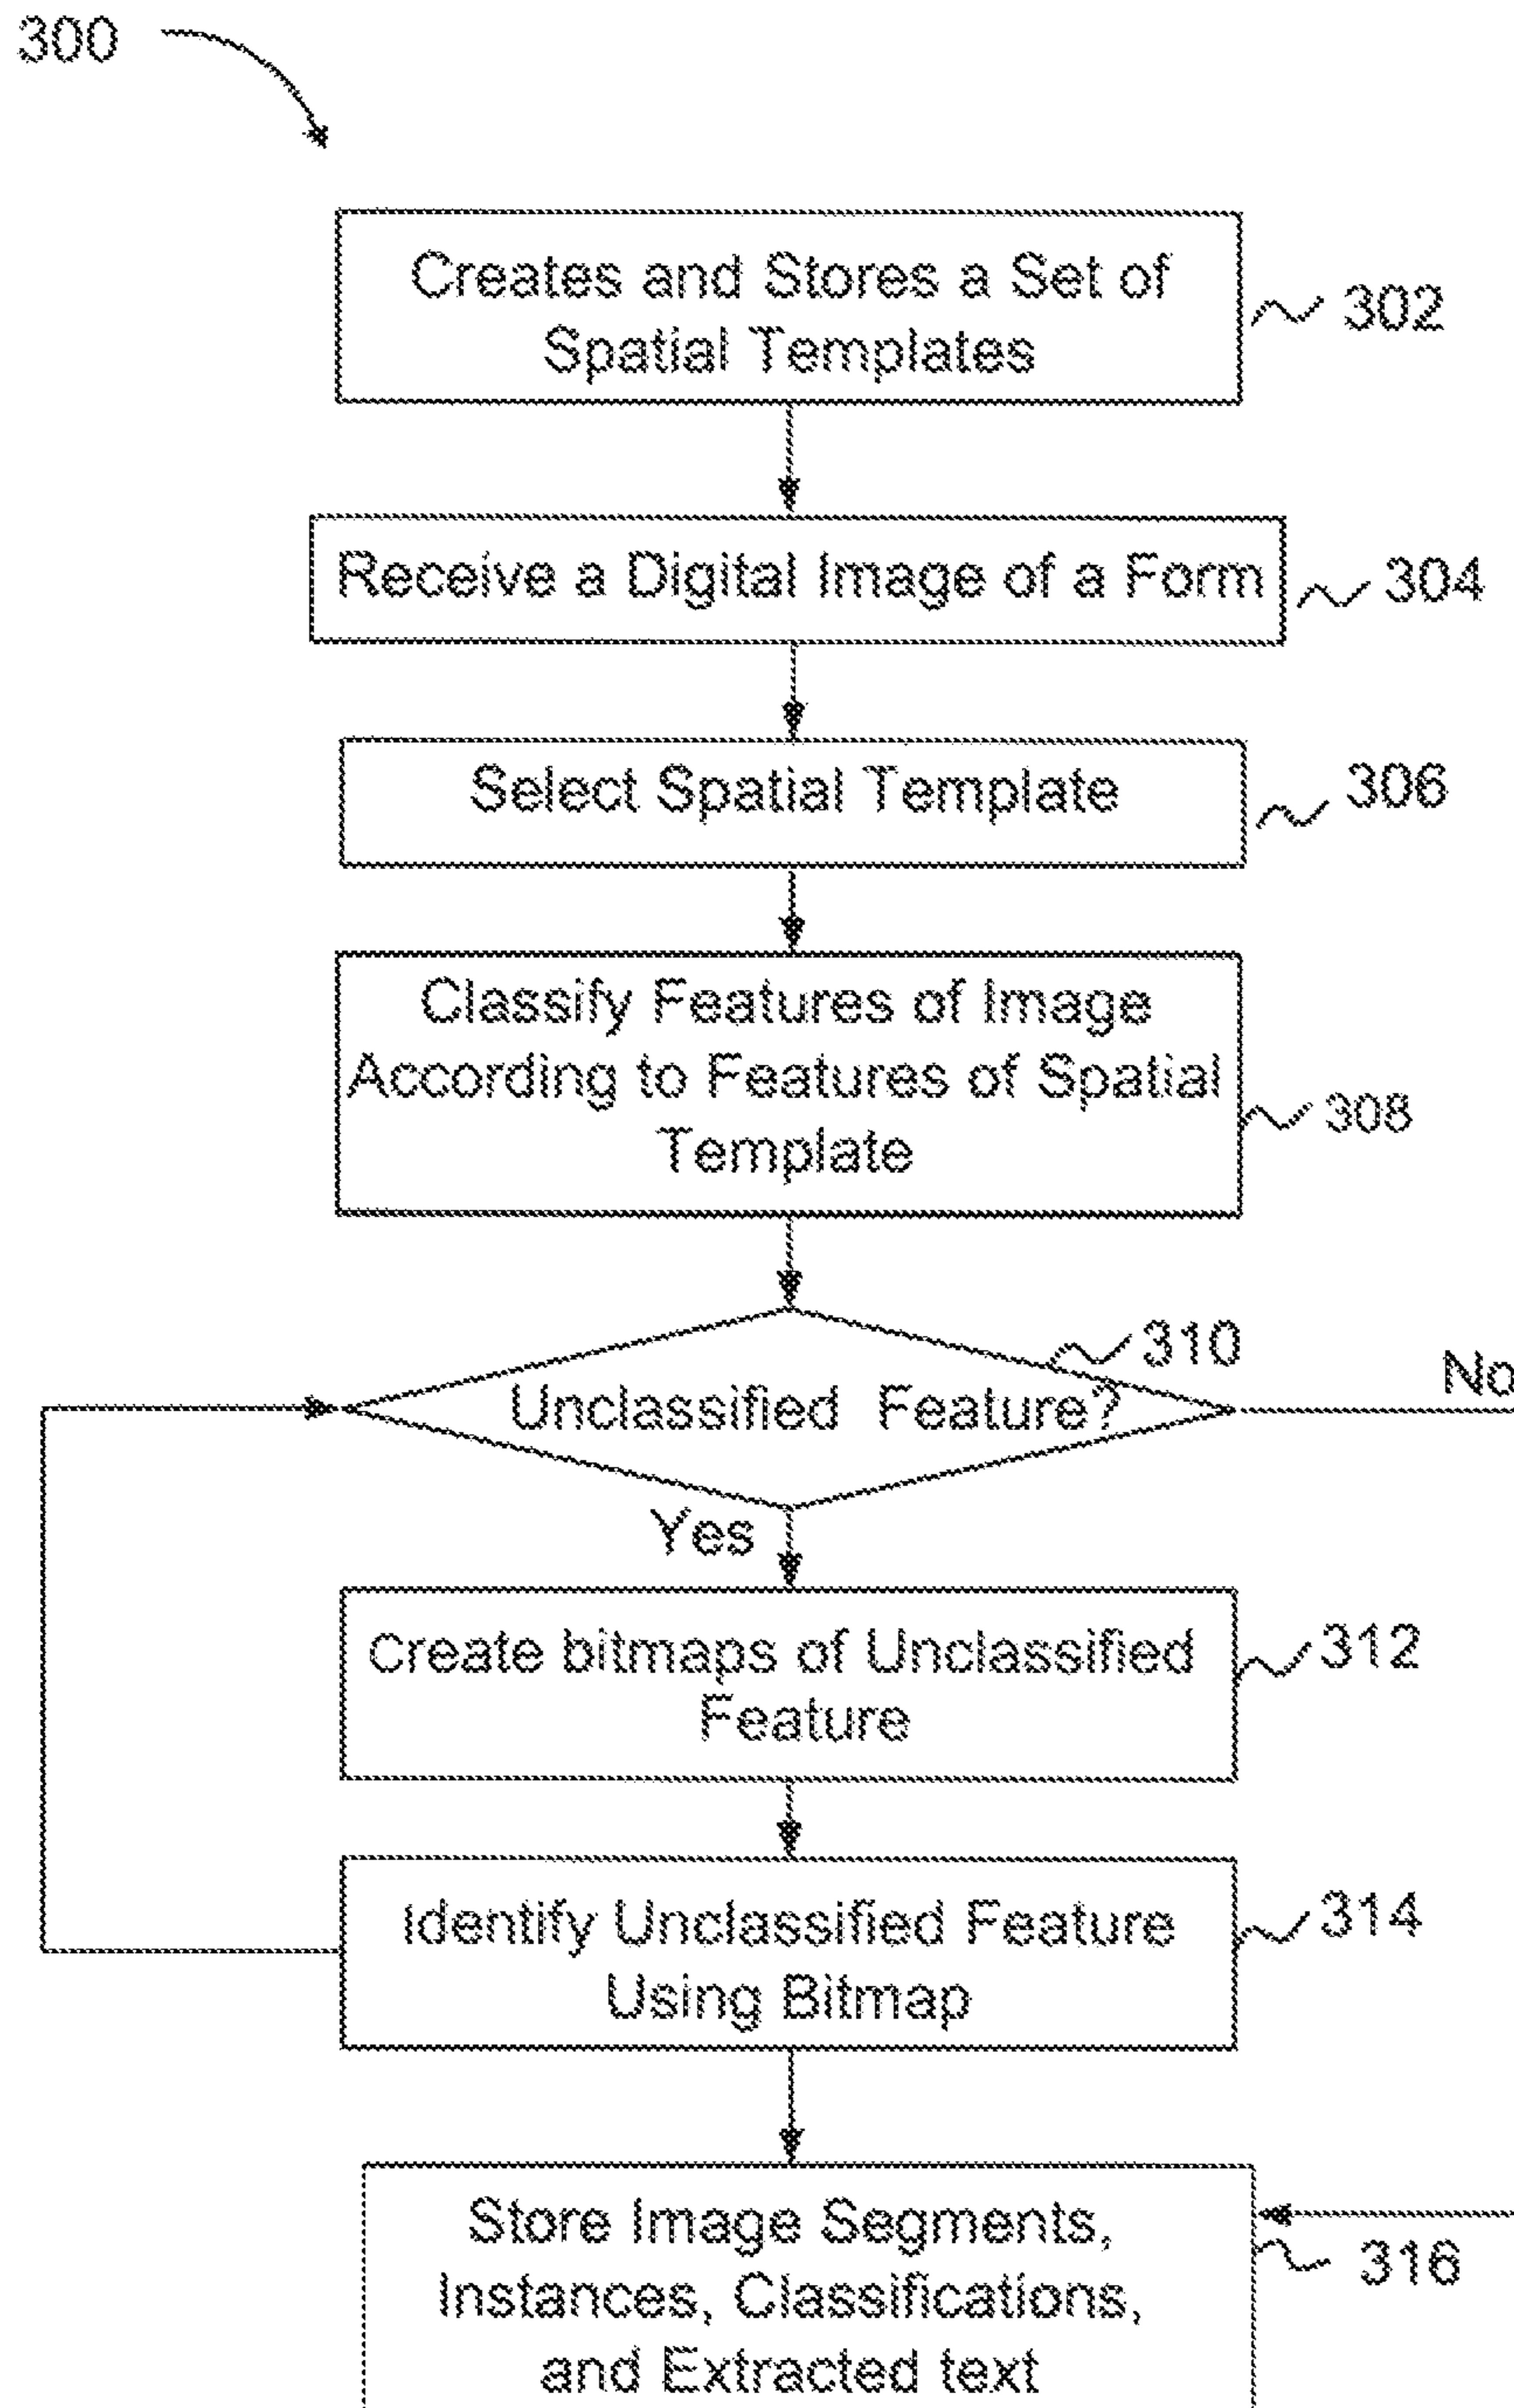 300
Creates and Stores a Set of
Spatial Templates
302
Receive a Digital Image of a Form
304
Select Spatial Template
306
Classify Features of Image
According to Features of Spatial
Template
308
310
Unclassified Feature?
No
Yes
Create bitmaps of Unclassified
Feature
312
Identify Unclassified Feature
Using Bitmap
314
Store Image Segments,
Instances, Classifications,
and Extracted text
316